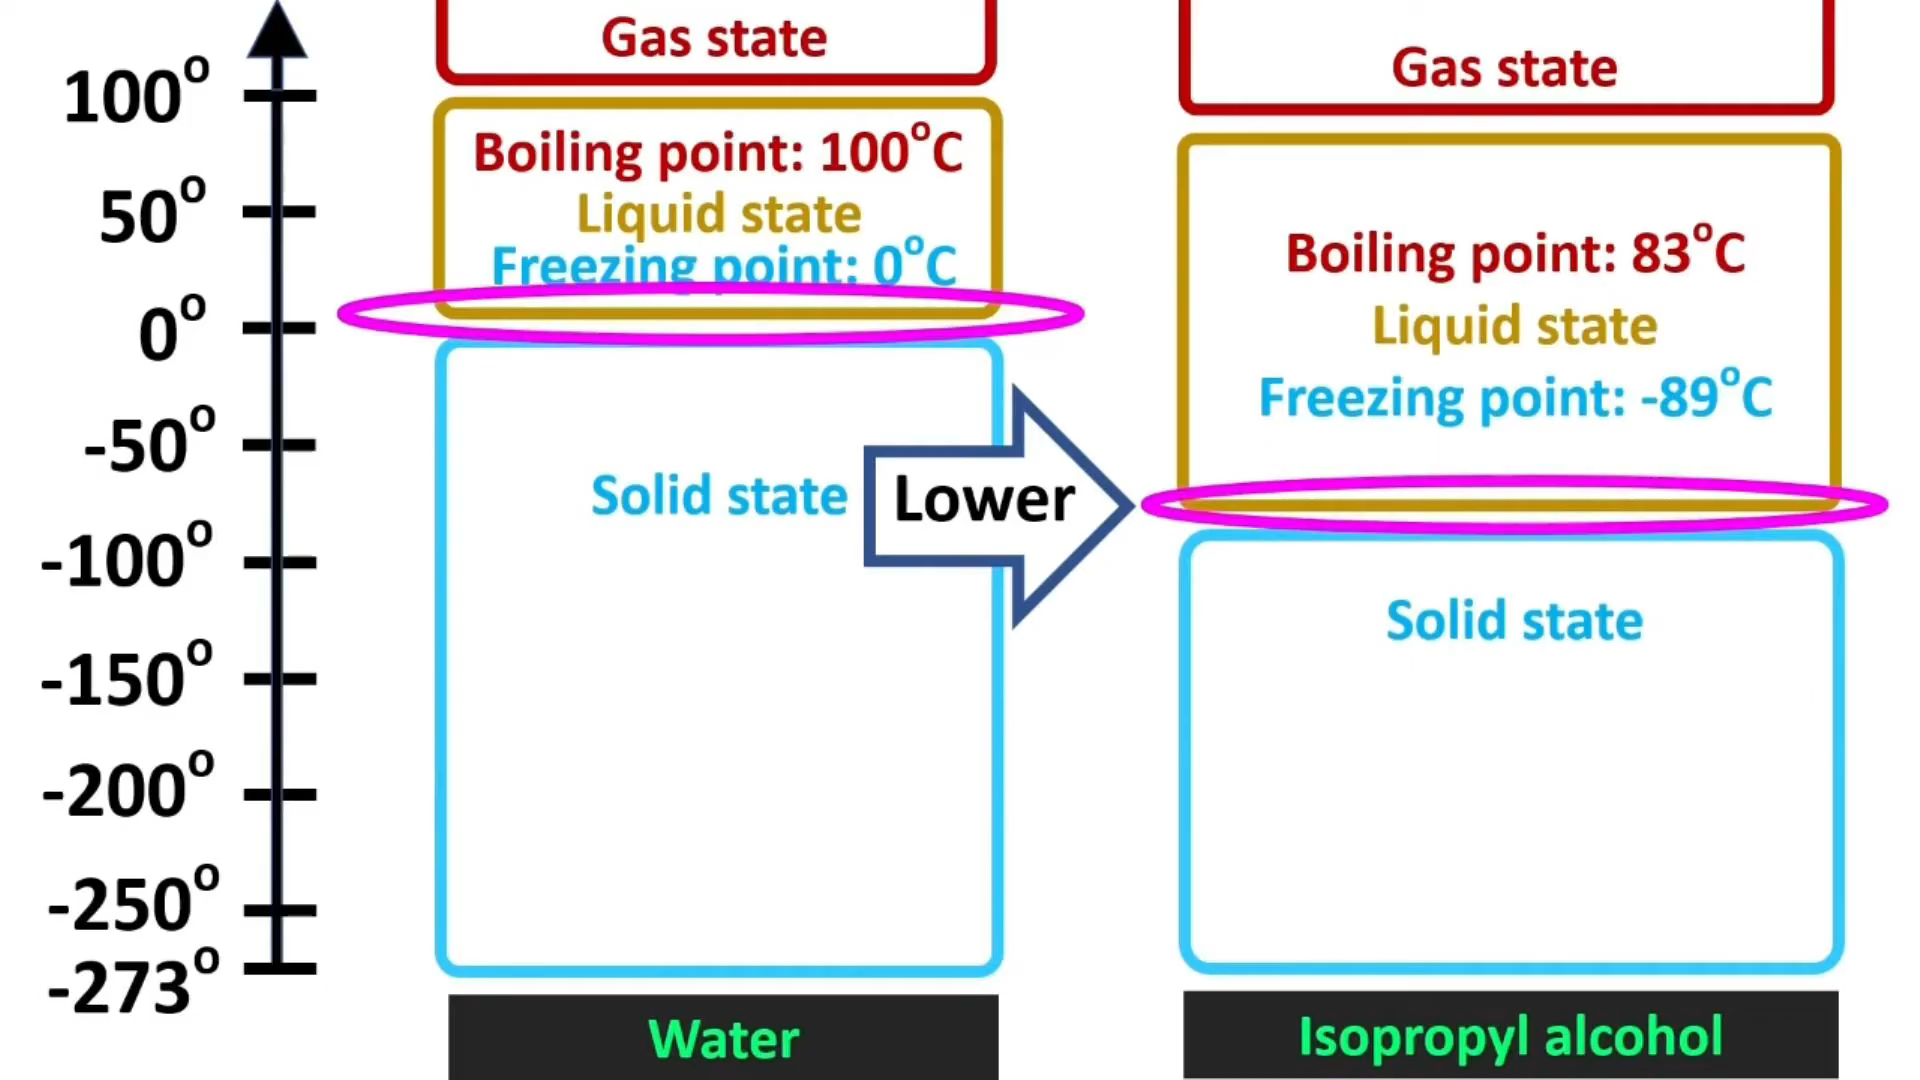 100°
50°
0°
-50°
-100°
-150°
-200°
-250°
-273°
Gas state
Boiling point: 100°C
Liquid state
Freezing point: 0°C
Solid state
Water
Lower
Gas state
Boiling point: 83°C
Liquid state
Freezing point: -89°C
Solid state
Isopropyl alcohol